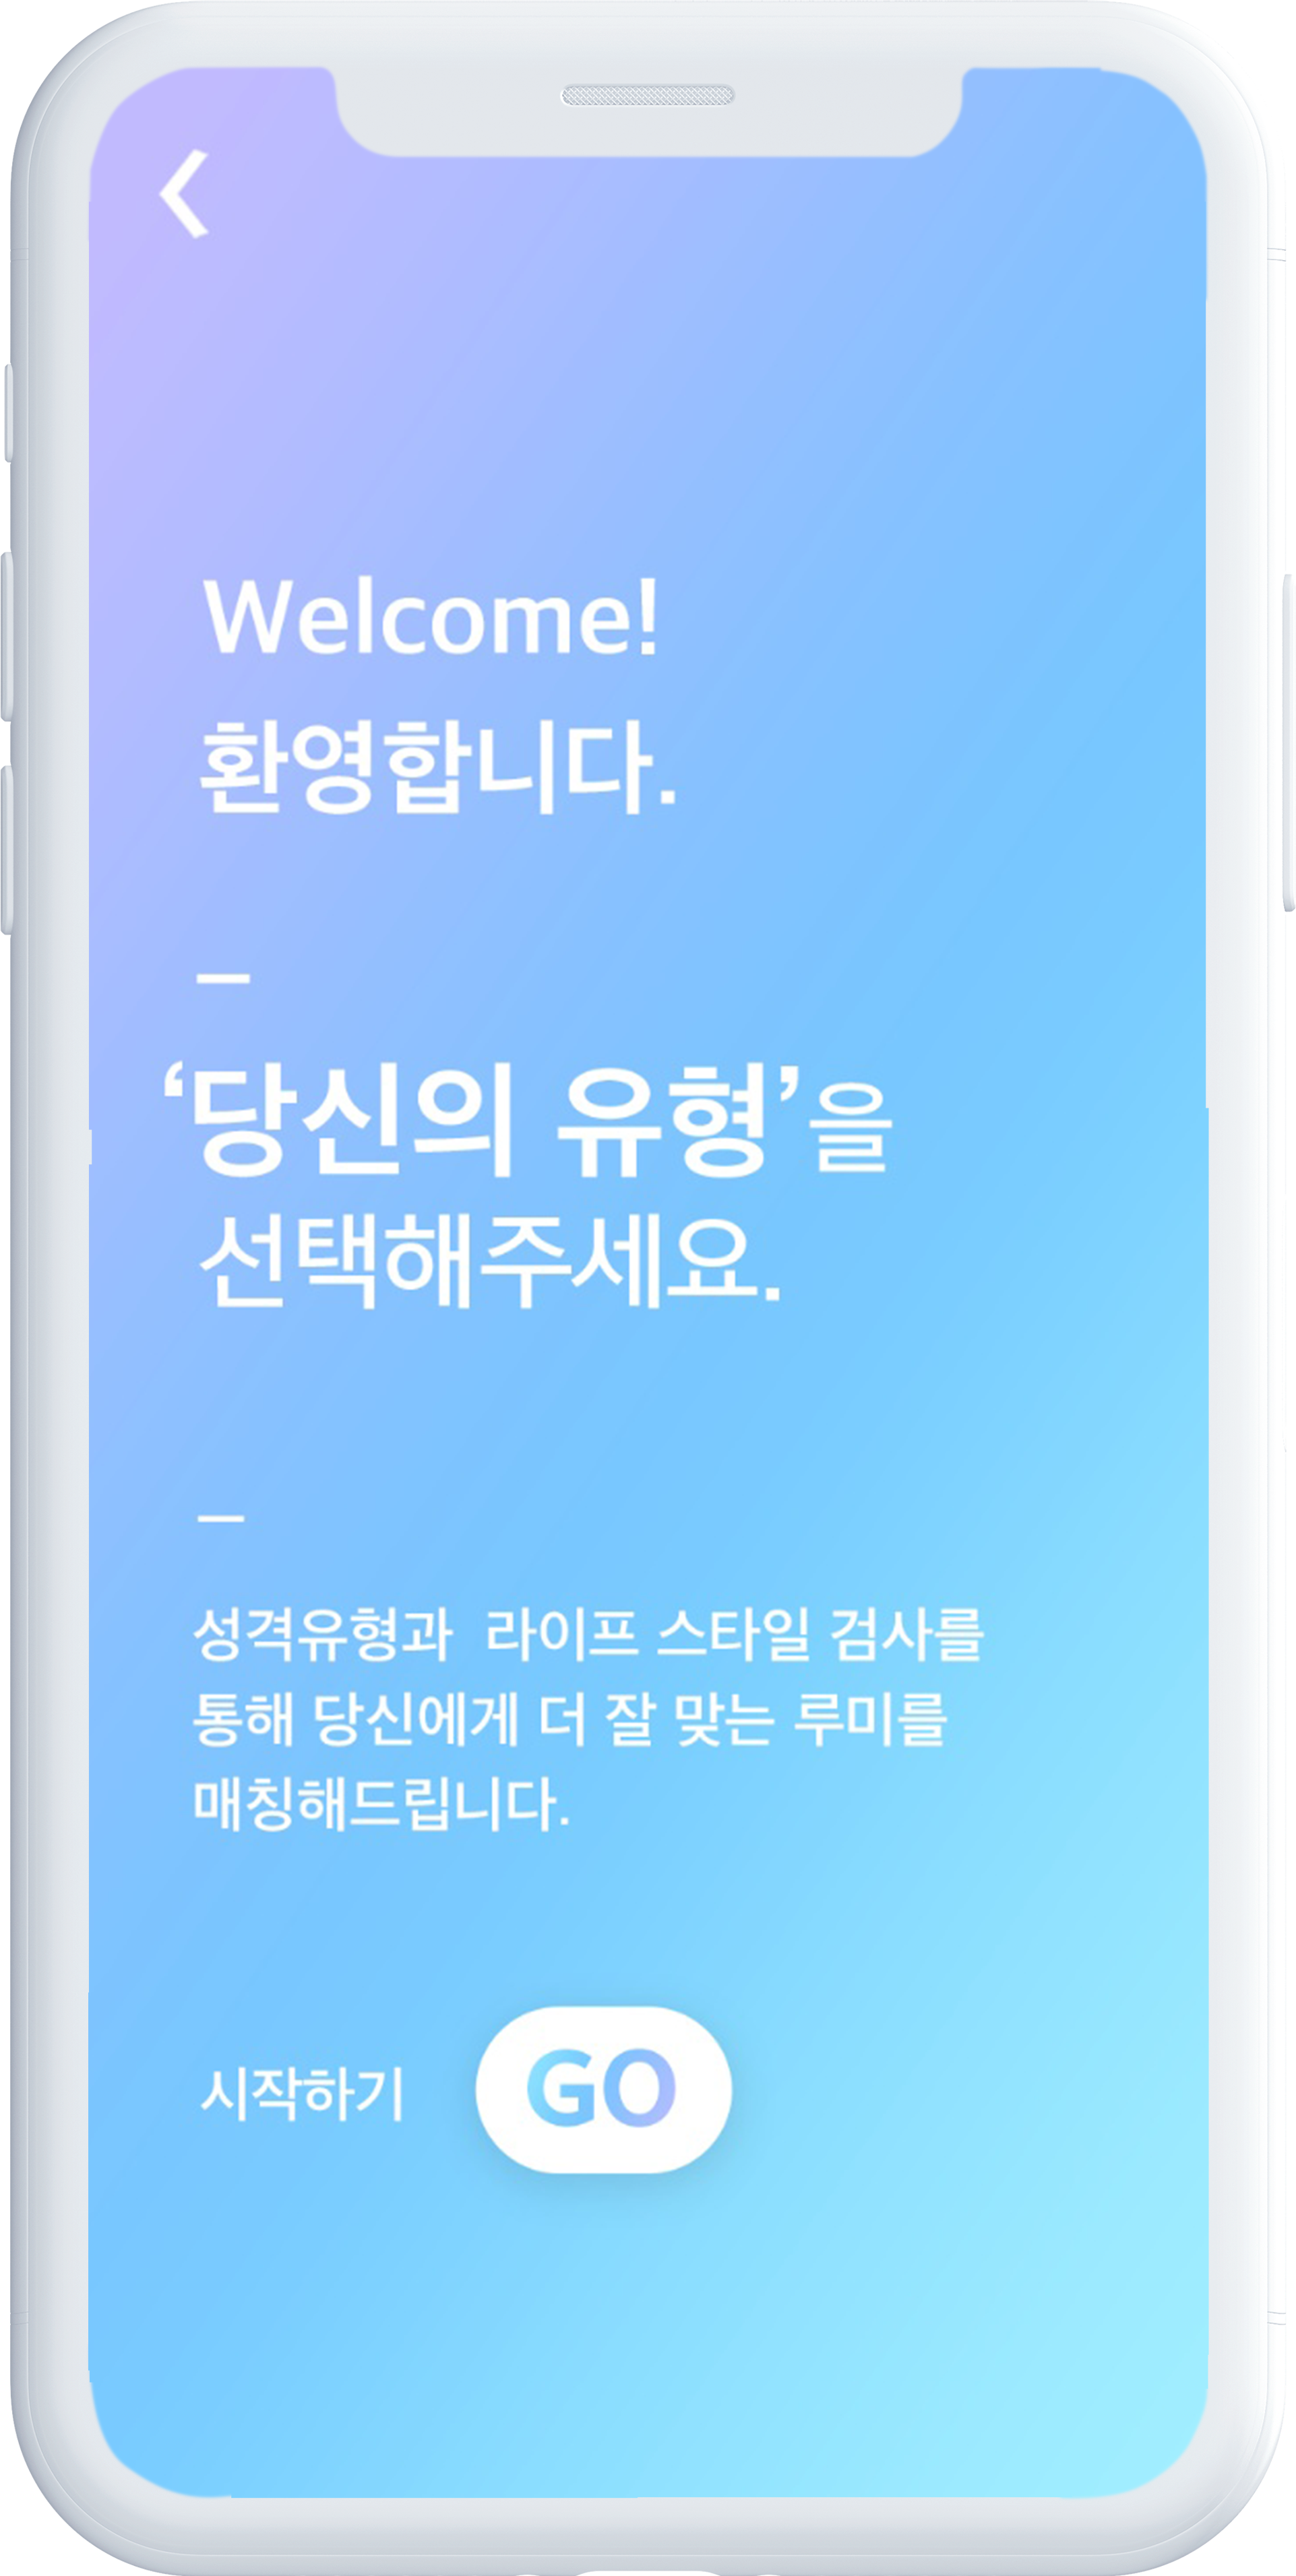 Welcome!
환영합니다.
–
‘당신의 유형’을
선택해주세요.
–
성격유형과 라이프 스타일 검사를
통해 당신에게 더 잘 맞는 루미를
매칭해드립니다.
시작하기 GO